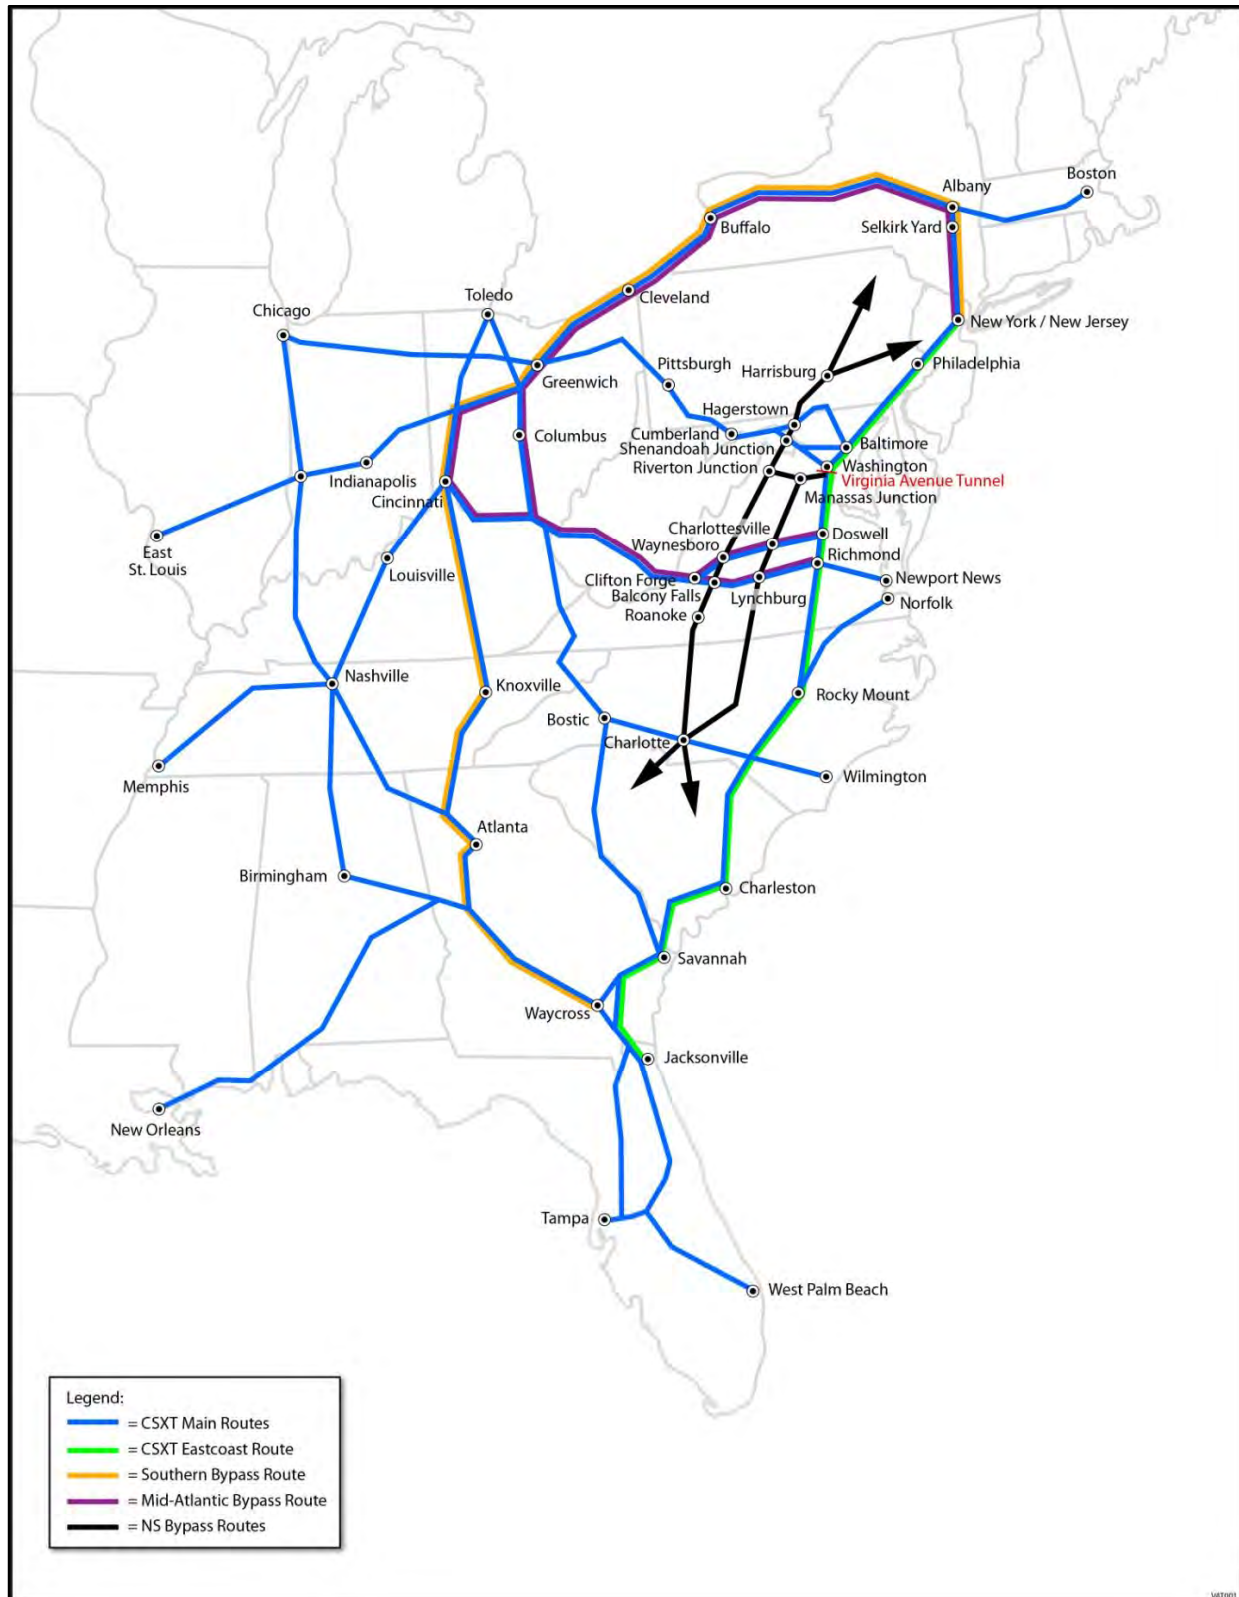 Boston
Albany
Buffalo
Selkirk Yard
Cleveland
Toledo
Chicago
New York / New Jersey
Greenwich
Pittsburgh
Harrisburg
Philadelphia
Hagerstown
Columbus
Cumberland
Shenandoah Junction
Baltimore
Riverton Junction
Washington
Indianapolis
Virginia Avenue Tunnel
Cincinnati
Manassas Junction
Charlottesville
Doswell
Waynesboro
Richmond
East
St. Louis
Louisville
Clifton Forge
Newport News
Balcony Falls
Lynchburg
Norfolk
Roanoke
Nashville
Knoxville
Rocky Mount
Bostic
Charlotte
Memphis
Wilmington
Atlanta
Birmingham
Charleston
Savannah
Waycross
Jacksonville
New Orleans
Tampa
West Palm Beach
Legend:
= CSXT Main Routes
= CSXT Eastcoast Route
= Southern Bypass Route
= Mid-Atlantic Bypass Route
= NS Bypass Routes
VAT001